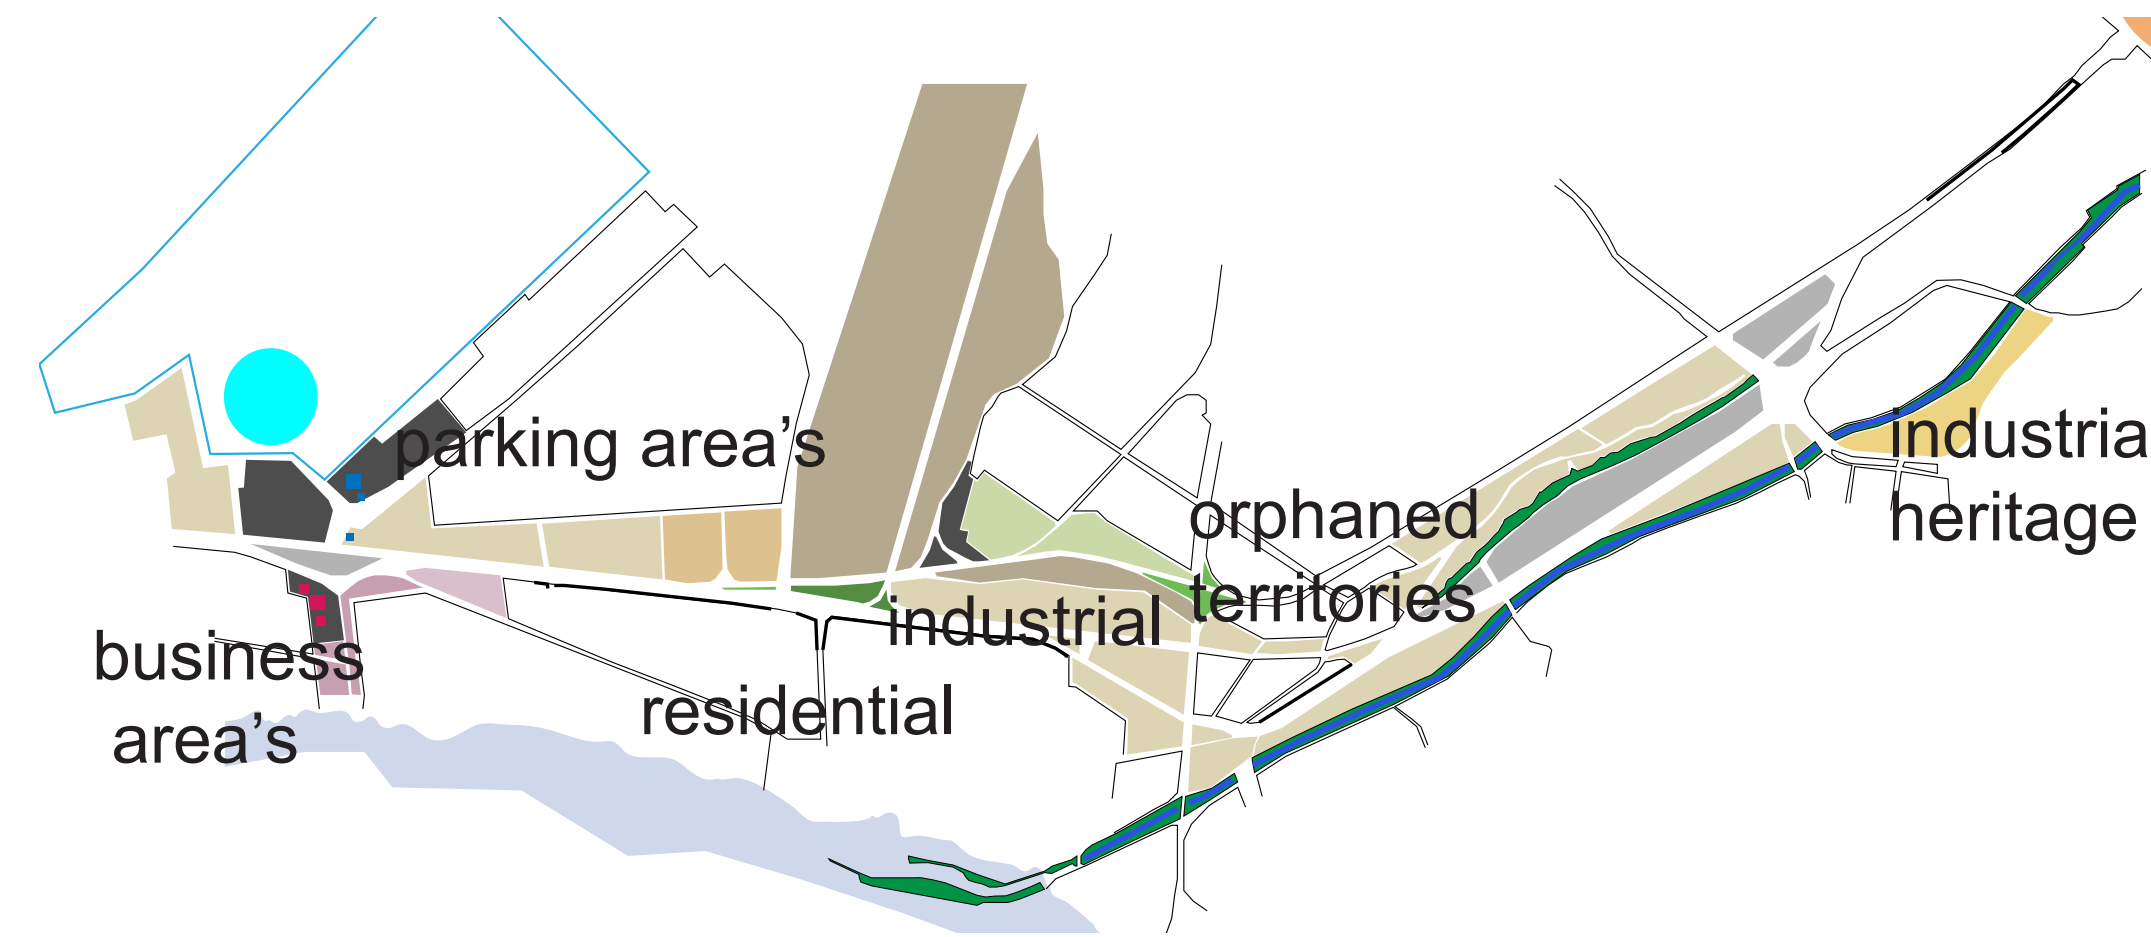 parking area's
orphaned
territories
industria
heritage
industrial
business
area's
residential